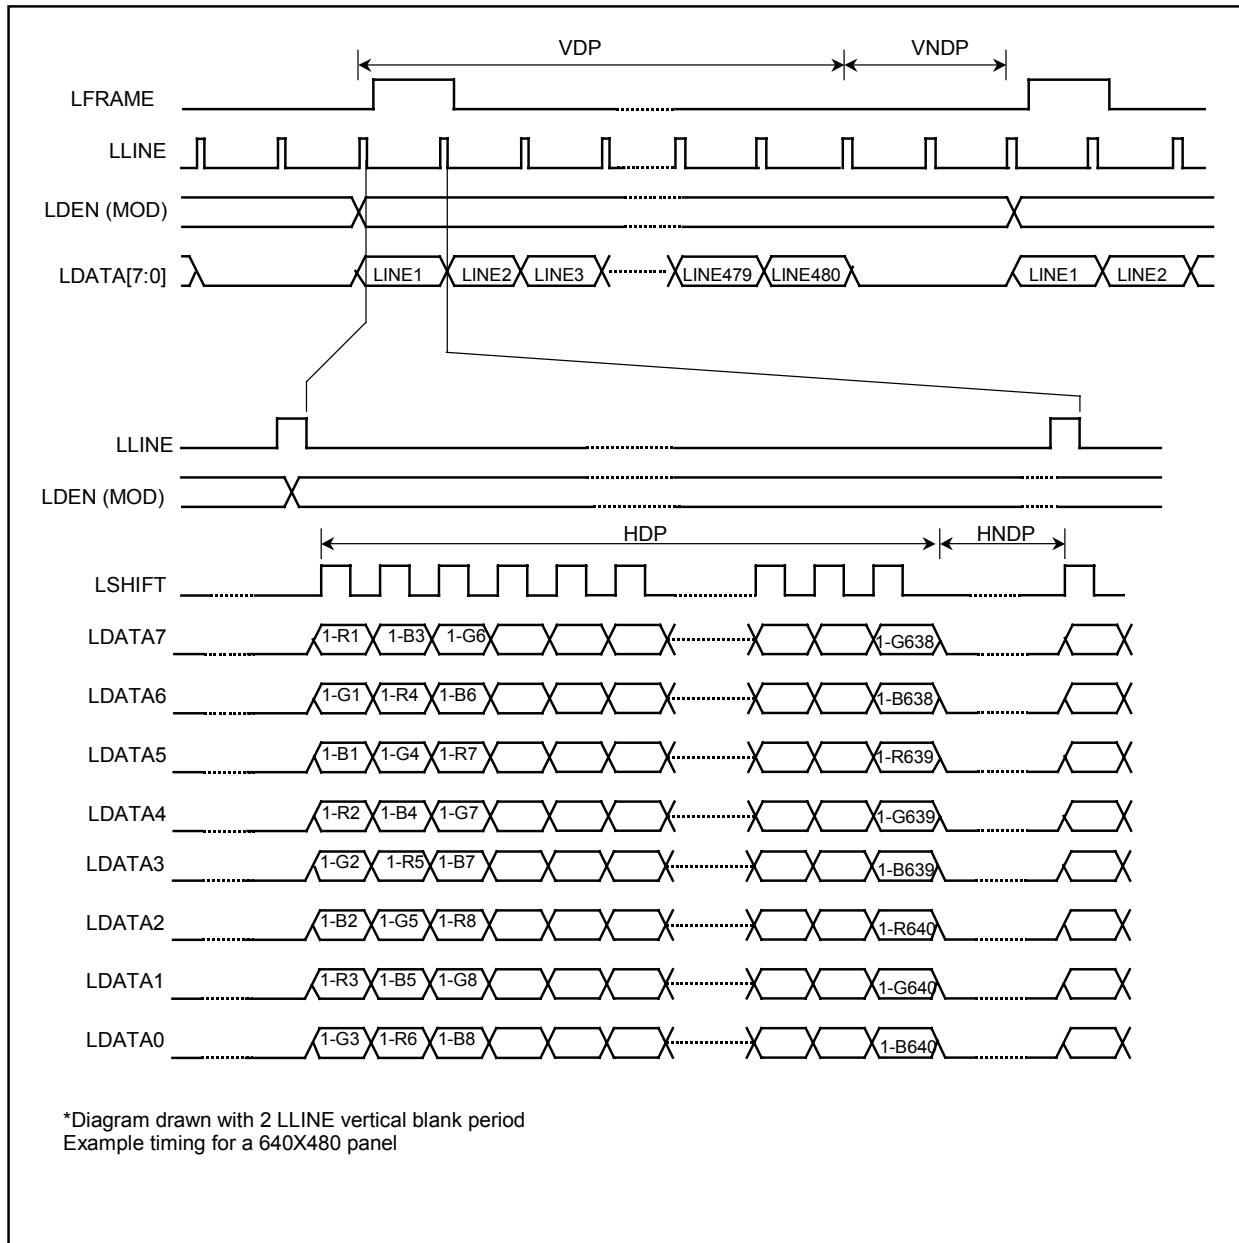 VDP VNDP
LFRAME
LLINE
LDEN (MOD)
LDATA[7:0] LINE1 LINE2 LINE3 LINE479 LINE480 LINE1 LINE2
LLINE
LDEN (MOD)
HDP HNDP
LSHIFT
LDATA7 1-R1 1-B3 1-G6 1-G638
LDATA6 1-G1 1-R4 1-B6 1-B638
LDATA5 1-B1 1-G4 1-R7 1-R639
LDATA4 1-R2 1-B4 1-G7 1-G639
LDATA3 1-G2 1-R5 1-B7 1-B639
LDATA2 1-B2 1-G5 1-R8 1-R640
LDATA1 1-R3 1-B5 1-G8 1-G640
LDATA0 1-G3 1-R6 1-B8 1-B640
*Diagram drawn with 2 LLINE vertical blank period
Example timing for a 640X480 panel